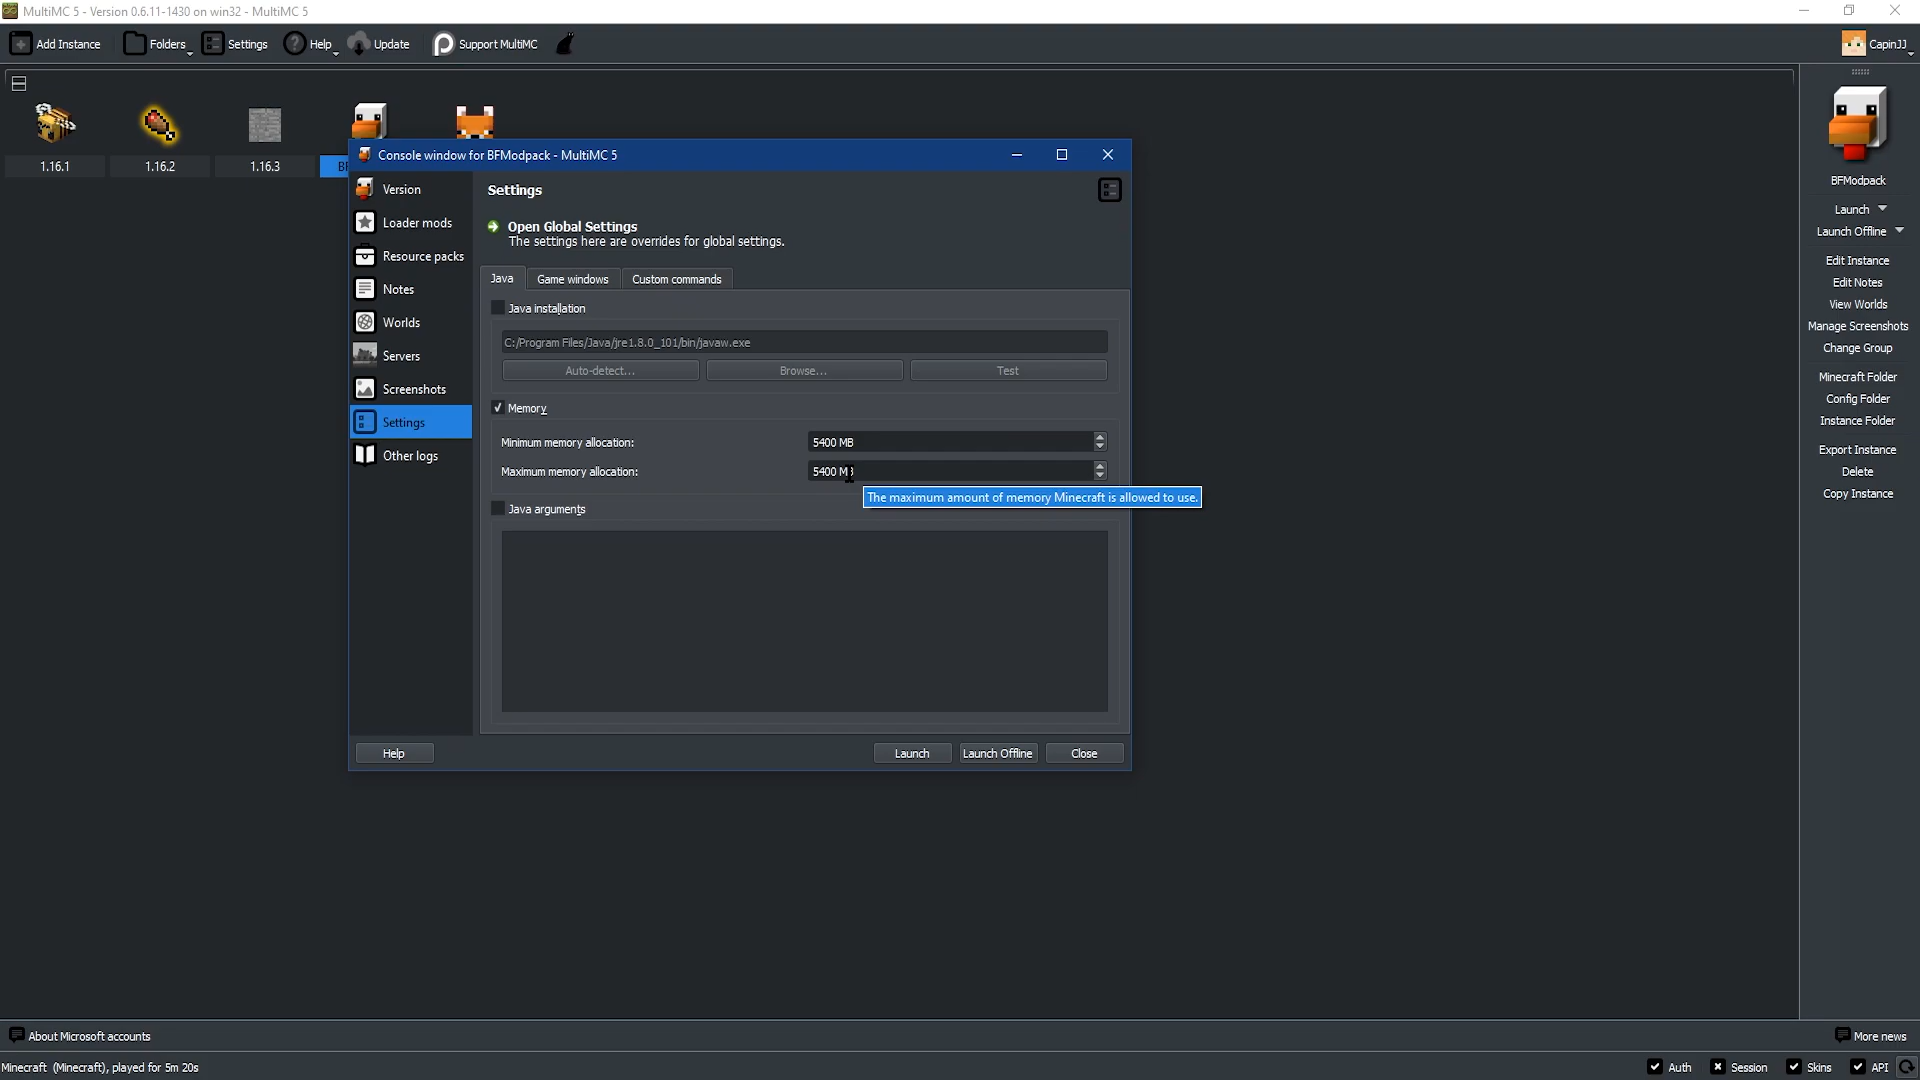 MultiMC 5 - Version 0.6.11-1430 on win32 - MultiMC 5
Add Instance
Folders
Settings
Help
Update
Support MultiMC
CapinJJ
1.16.1
1.16.2
1.16.3
Console window for BFModpack - MultiMC 5
Version
Loader mods
Resource packs
Notes
Worlds
Servers
Screenshots
Settings
Other logs
Settings
Open Global Settings
The settings here are overrides for global settings.
Java
Game windows
Custom commands
Java installation
C:/Program Files/Java/jre1.8.0_101/bin/javaw.exe
Auto-detect...
Browse...
Test
Memory
Minimum memory allocation:
5400 MB
Maximum memory allocation:
5400 MB
The maximum amount of memory Minecraft is allowed to use.
Java arguments
Help
Launch
Launch Offline
Close
BFModpack
Launch
Launch Offline
Edit Instance
Edit Notes
View Worlds
Manage Screenshots
Change Group
Minecraft Folder
Config Folder
Instance Folder
Export Instance
Delete
Copy Instance
About Microsoft accounts
More news
Minecraft (Minecraft), played for 5m 20s
Auth
Session
Skins
API